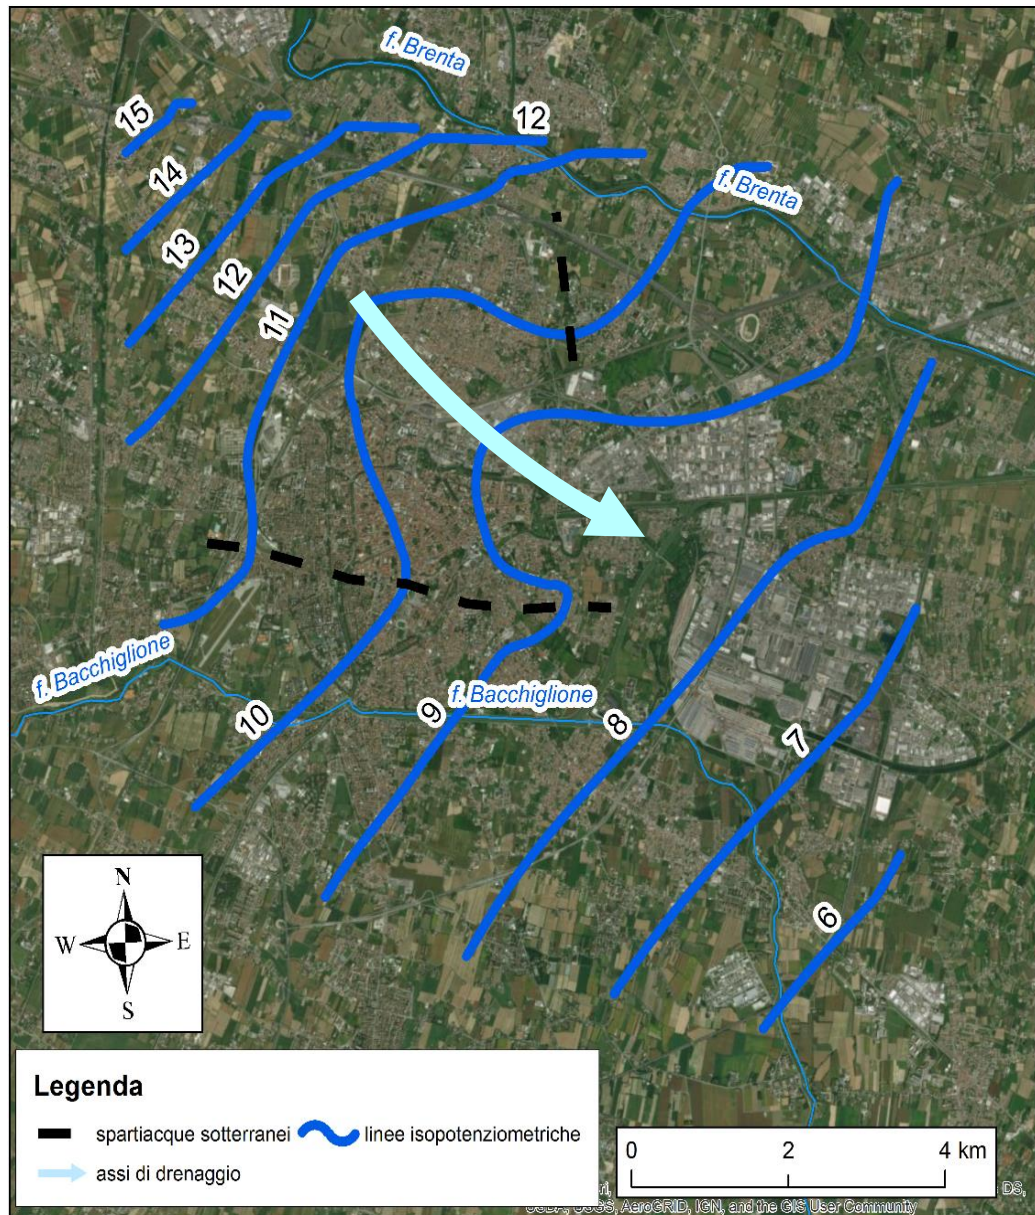 f. Brenta
15
12
14
f. Brenta
13
12
11
f. Bacchiglione
f. Bacchiglione
10
9
8
7
6
N
W
E
S
Legenda
spartiacque sotterranei
linee isopotenziometriche
assi di drenaggio
0
2
4 km
DS,
AeroGRID, IGN, and the GIS User Community